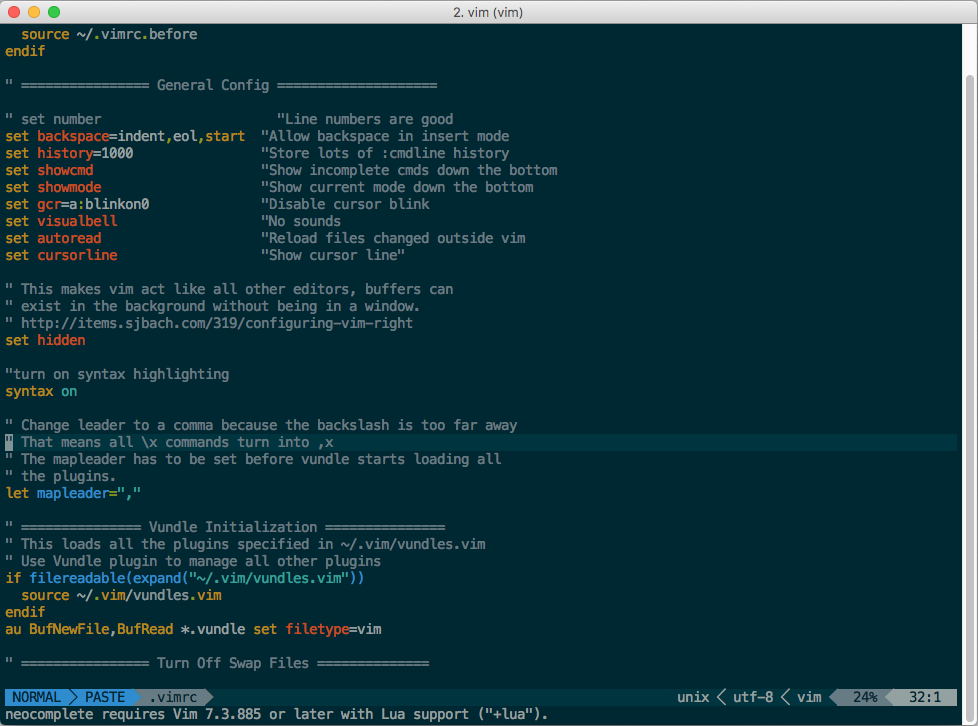 2. vim (vim)
  source ~/.vimrc.before
endif
" ================ General Config ====================
" set number                      "Line numbers are good
set backspace=indent,eol,start  "Allow backspace in insert mode
set history=1000                "Store lots of :cmdline history
set showcmd                     "Show incomplete cmds down the bottom
set showmode                    "Show current mode down the bottom
set gcr=a:blinkon0              "Disable cursor blink
set visualbell                  "No sounds
set autoread                    "Reload files changed outside vim
set cursorline                  "Show cursor line"
" This makes vim act like all other editors, buffers can
" exist in the background without being in a window.
" http://items.sjbach.com/319/configuring-vim-right
set hidden
"turn on syntax highlighting
syntax on
" Change leader to a comma because the backslash is too far away
" That means all \x commands turn into ,x
" The mapleader has to be set before vundle starts loading all
" the plugins.
let mapleader=","
" =============== Vundle Initialization ===============
" This loads all the plugins specified in ~/.vim/vundles.vim
" Use Vundle plugin to manage all other plugins
if filereadable(expand("~/.vim/vundles.vim"))
  source ~/.vim/vundles.vim
endif
au BufNewFile,BufRead *.vundle set filetype=vim
" ================ Turn Off Swap Files ==============
NORMAL PASTE .vimrc unix utf-8 vim 24% 32:1
neocomplete requires Vim 7.3.885 or later with Lua support ("+lua").